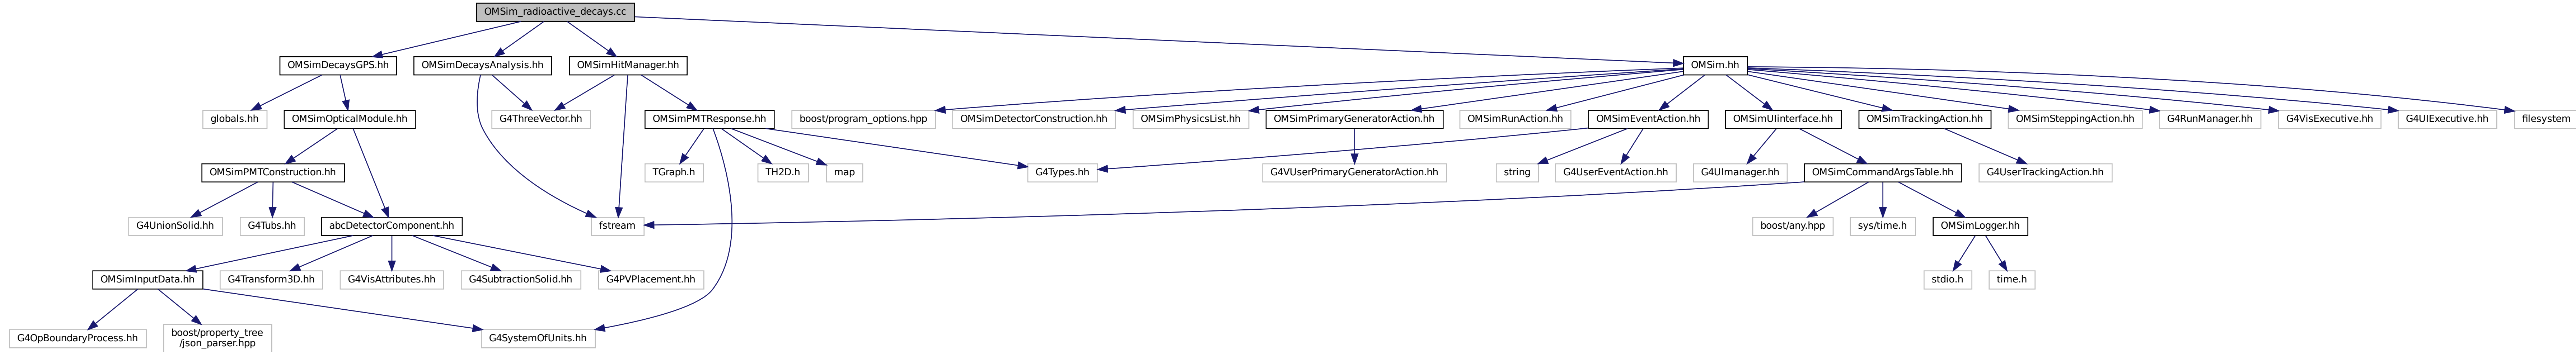 OMSim_radioactive_decays.cc
OMSimDecaysGPS.hh
OMSimDecaysAnalysis.hh
OMSimHitManager.hh
OMSim.hh
globals.hh
OMSimOpticalModule.hh
G4ThreeVector.hh
OMSimPMTResponse.hh
boost/program_options.hpp
OMSimDetectorConstruction.hh
OMSimPhysicsList.hh
OMSimPrimaryGeneratorAction.hh
OMSimRunAction.hh
OMSimEventAction.hh
OMSimUIinterface.hh
OMSimTrackingAction.hh
OMSimSteppingAction.hh
G4RunManager.hh
G4VisExecutive.hh
G4UIExecutive.hh
filesystem
OMSimPMTConstruction.hh
TGraph.h
TH2D.h
map
G4Types.hh
G4VUserPrimaryGeneratorAction.hh
string
G4UserEventAction.hh
G4UImanager.hh
OMSimCommandArgsTable.hh
G4UserTrackingAction.hh
G4UnionSolid.hh
G4Tubs.hh
abcDetectorComponent.hh
fstream
boost/any.hpp
sys/time.h
OMSimLogger.hh
OMSimInputData.hh
G4Transform3D.hh
G4VisAttributes.hh
G4SubtractionSolid.hh
G4PVPlacement.hh
stdio.h
time.h
G4OpBoundaryProcess.hh
boost/property_tree
/json_parser.hpp
G4SystemOfUnits.hh